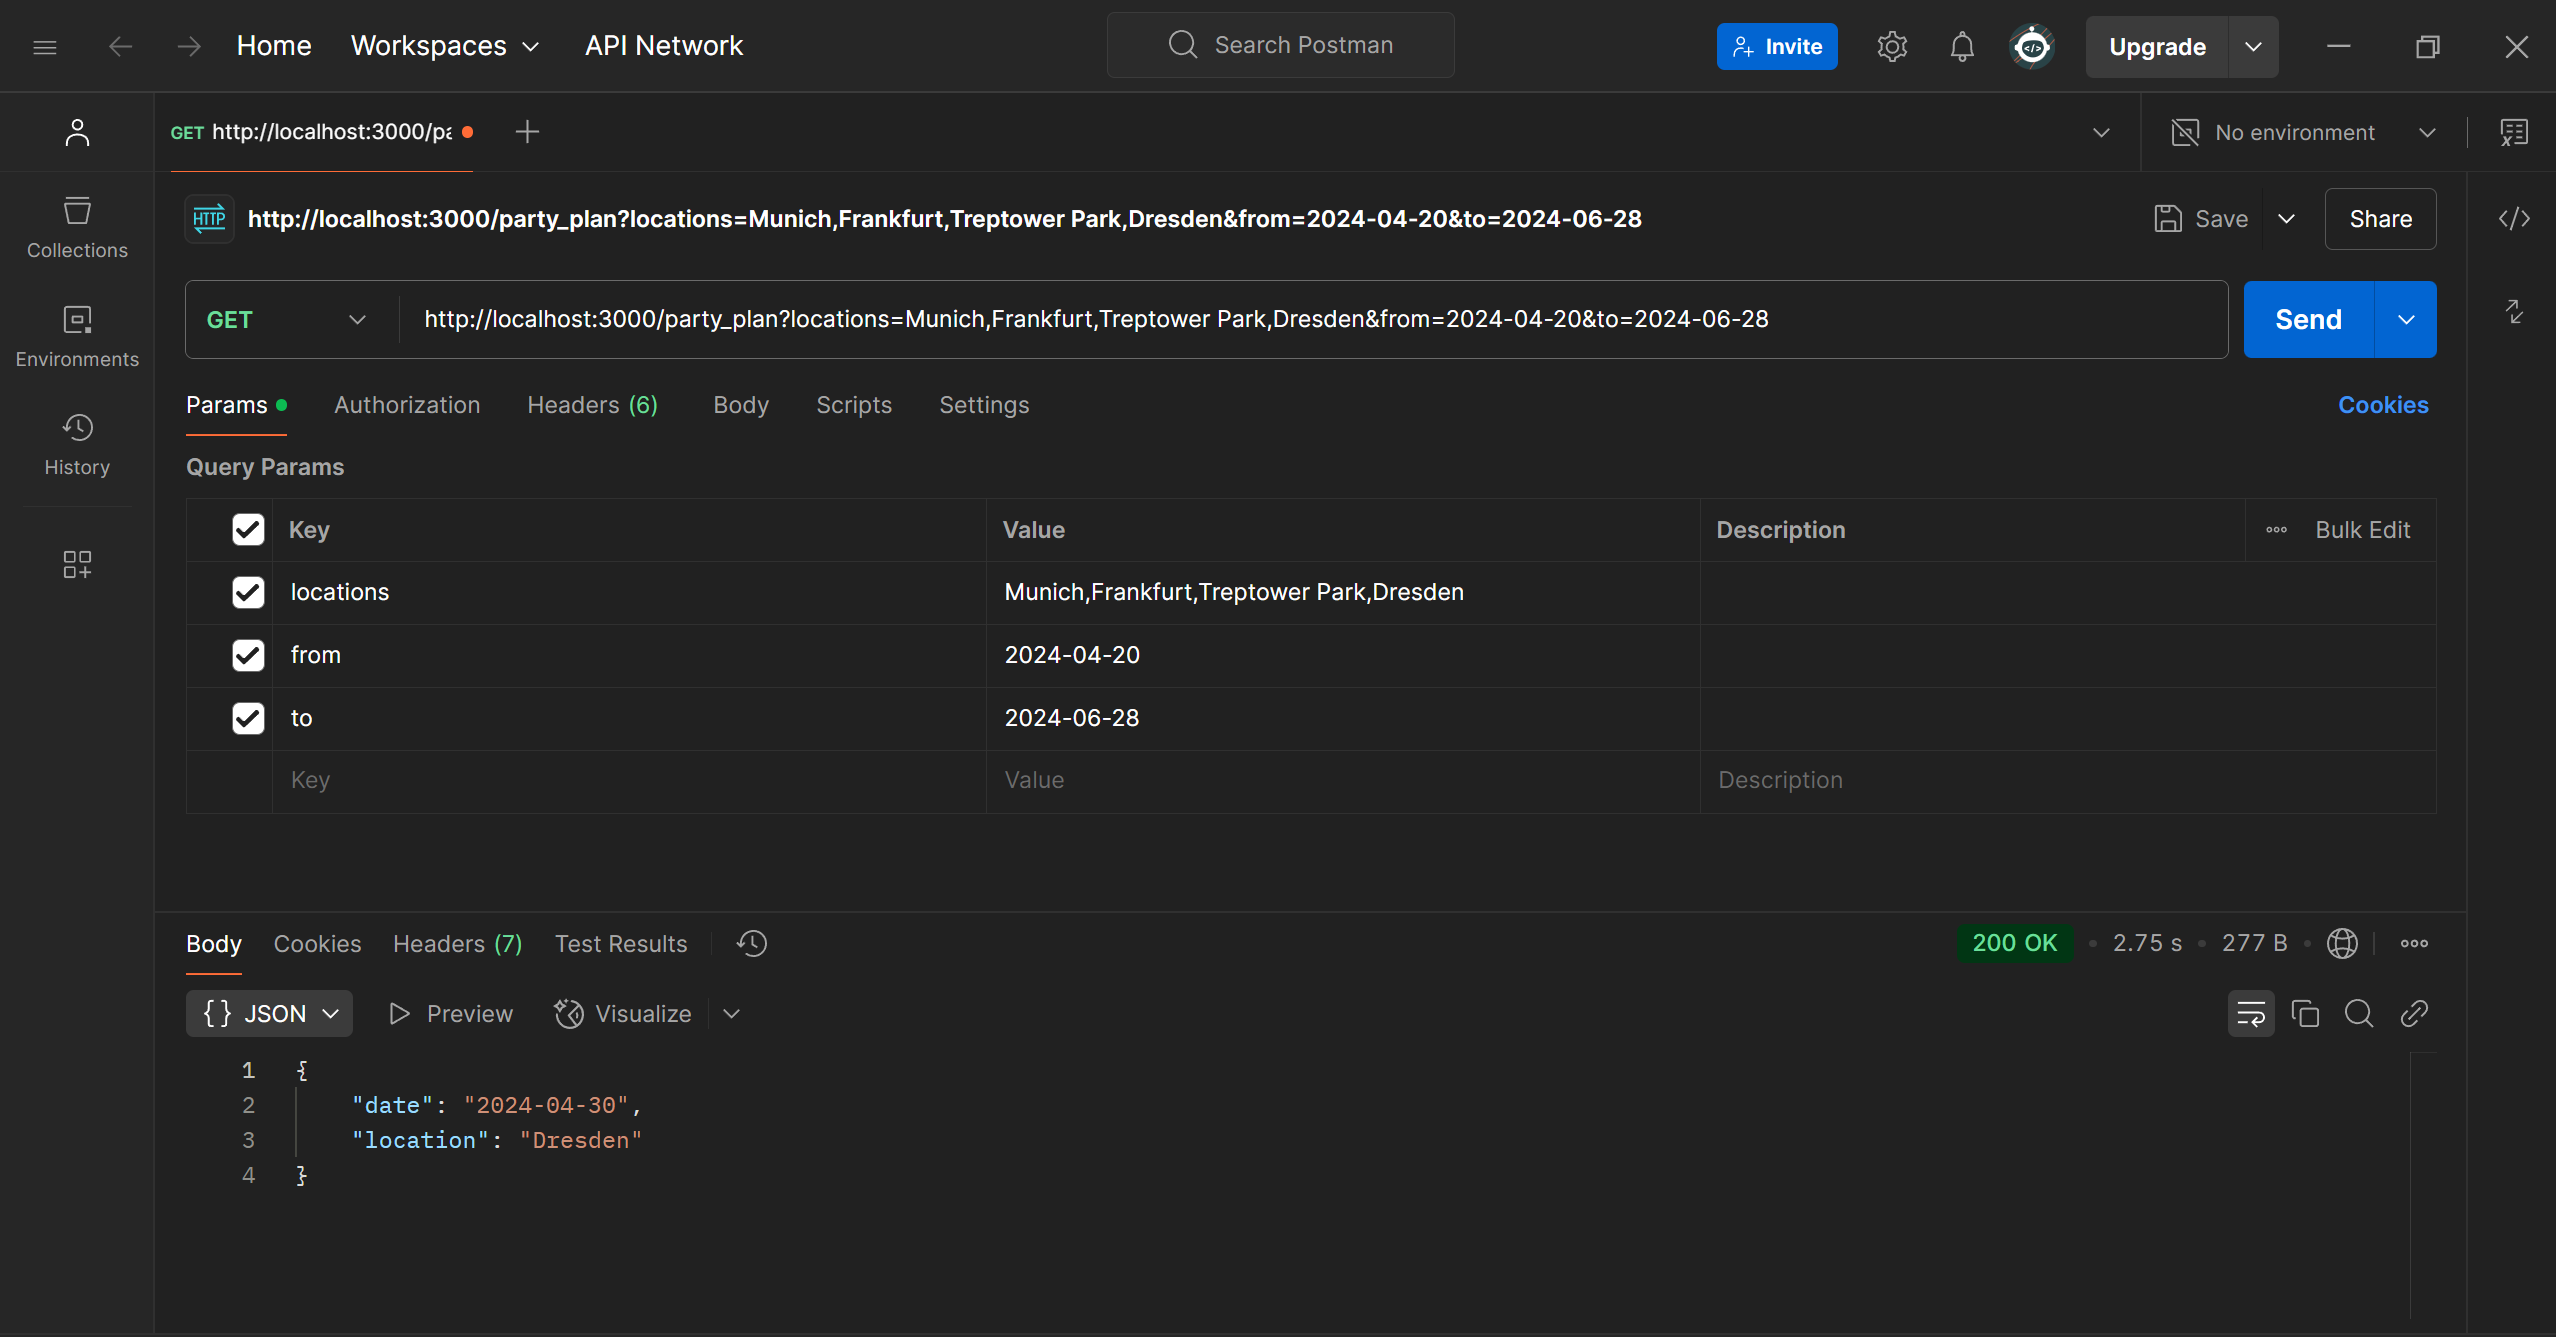 Home Workspaces API Network Search Postman Invite Upgrade
GET http://localhost:3000/pa No environment
Collections
Environments
History
HTTP http://localhost:3000/party_plan?locations=Munich,Frankfurt,Treptower Park,Dresden&from=2024-04-20&to=2024-06-28 Save Share
GET http://localhost:3000/party_plan?locations=Munich,Frankfurt,Treptower Park,Dresden&from=2024-04-20&to=2024-06-28 Send
Params Authorization Headers (6) Body Scripts Settings Cookies
Query Params
Key Value Description Bulk Edit
locations Munich,Frankfurt,Treptower Park,Dresden
from 2024-04-20
to 2024-06-28
Key Value Description
Body Cookies Headers (7) Test Results 200 OK 2.75 s 277 B
{} JSON Preview Visualize
1 {
2 "date": "2024-04-30",
3 "location": "Dresden"
4 }